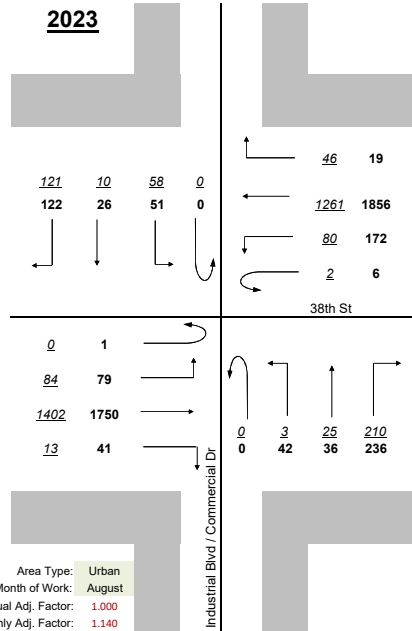 2023
121 10 58 0
122 26 51 0
46 19
1261 1856
80 172
2 6
38th St
0 1
84 79
1402 1750
13 41
0 3 25 210
0 42 36 236
Industrial Blvd / Commercial Dr
Area Type: Urban
Month of Work: August
ual Adj. Factor: 1.000
nly Adj. Factor: 1.140